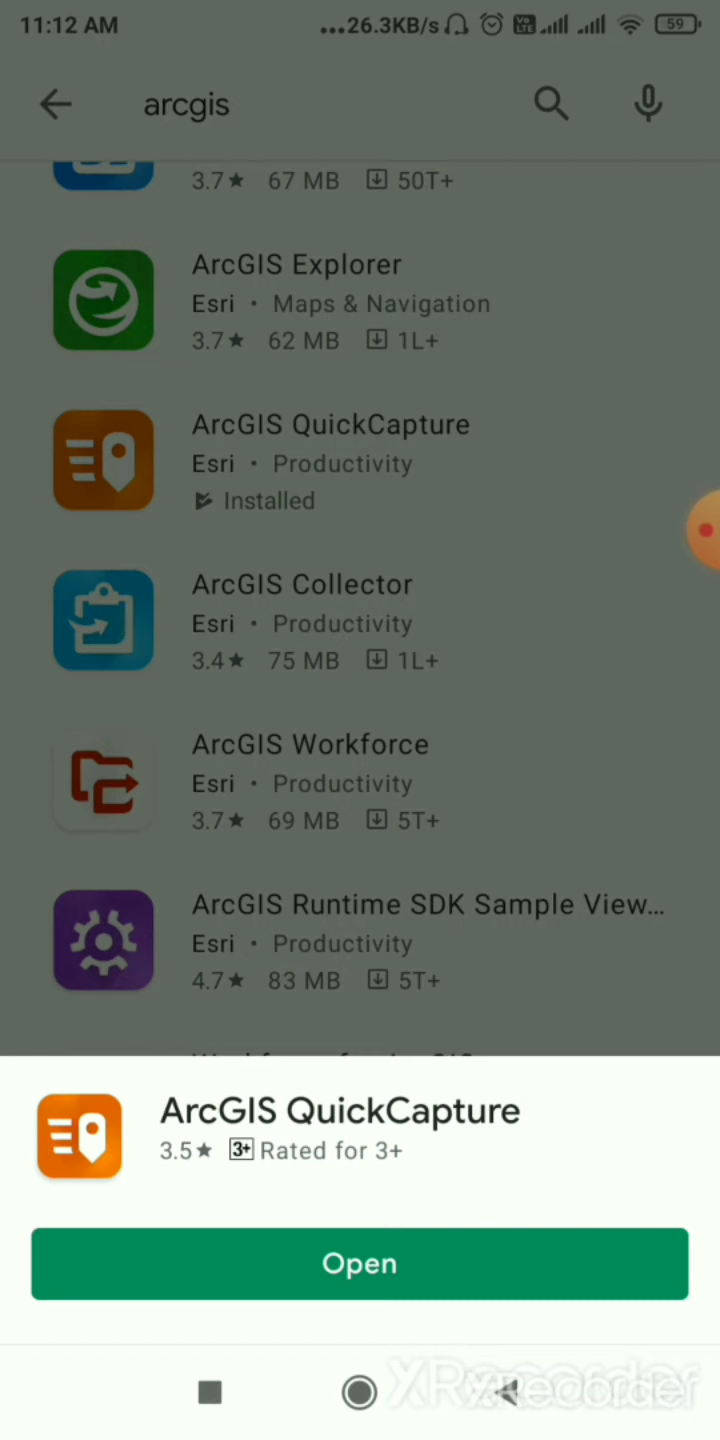 11:12 AM
...26.3KB/s
Vo LTE
59
arcgis
3.7★ 67 MB 50T+
ArcGIS Explorer
Esri • Maps & Navigation
3.7★ 62 MB 1L+
ArcGIS QuickCapture
Esri • Productivity
Installed
ArcGIS Collector
Esri • Productivity
3.4★ 75 MB 1L+
ArcGIS Workforce
Esri • Productivity
3.7★ 69 MB 5T+
ArcGIS Runtime SDK Sample View...
Esri • Productivity
4.7★ 83 MB 5T+
ArcGIS QuickCapture
3.5★ 3+ Rated for 3+
Open
XRecorder
XRecorder